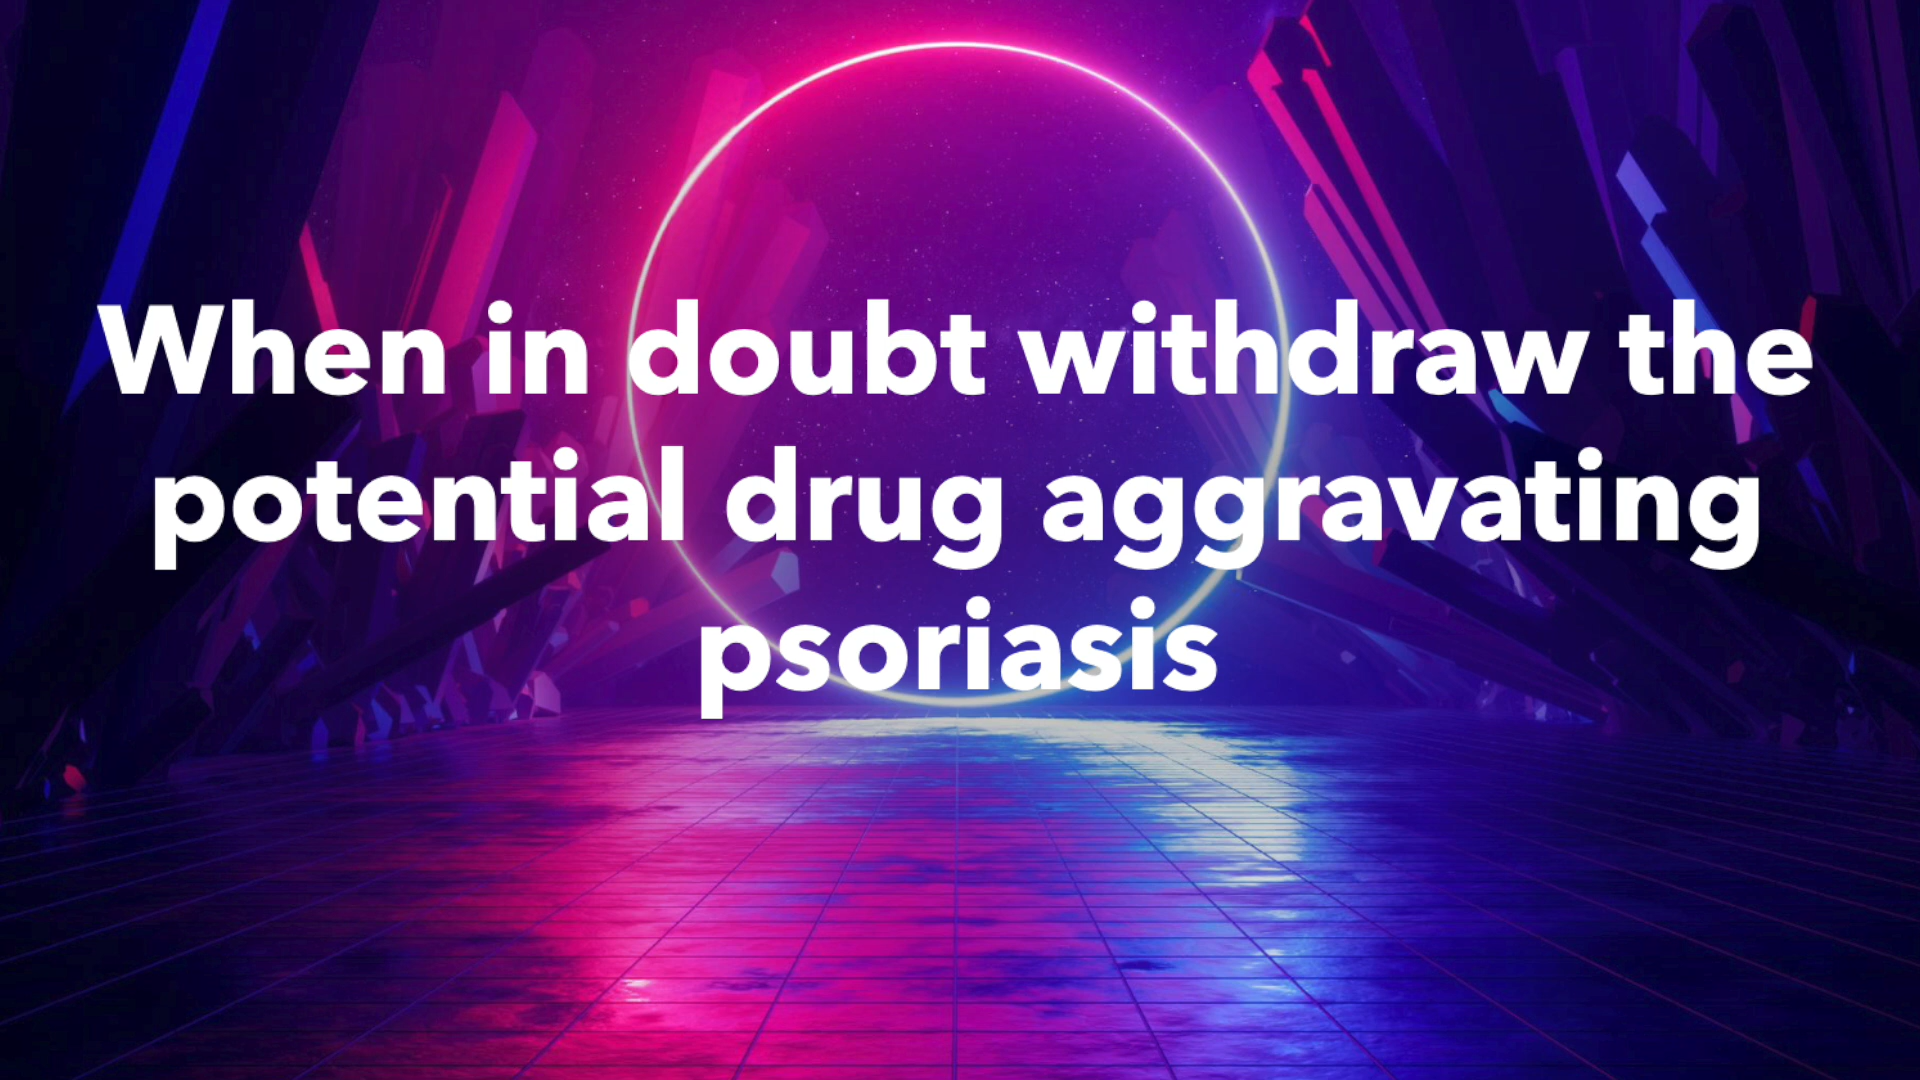 When in doubt withdraw the
potential drug aggravating
psoriasis